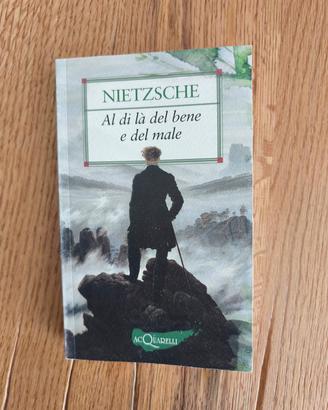 NIETZSCHE
Al di là del bene
e del male
ACQUARELLI